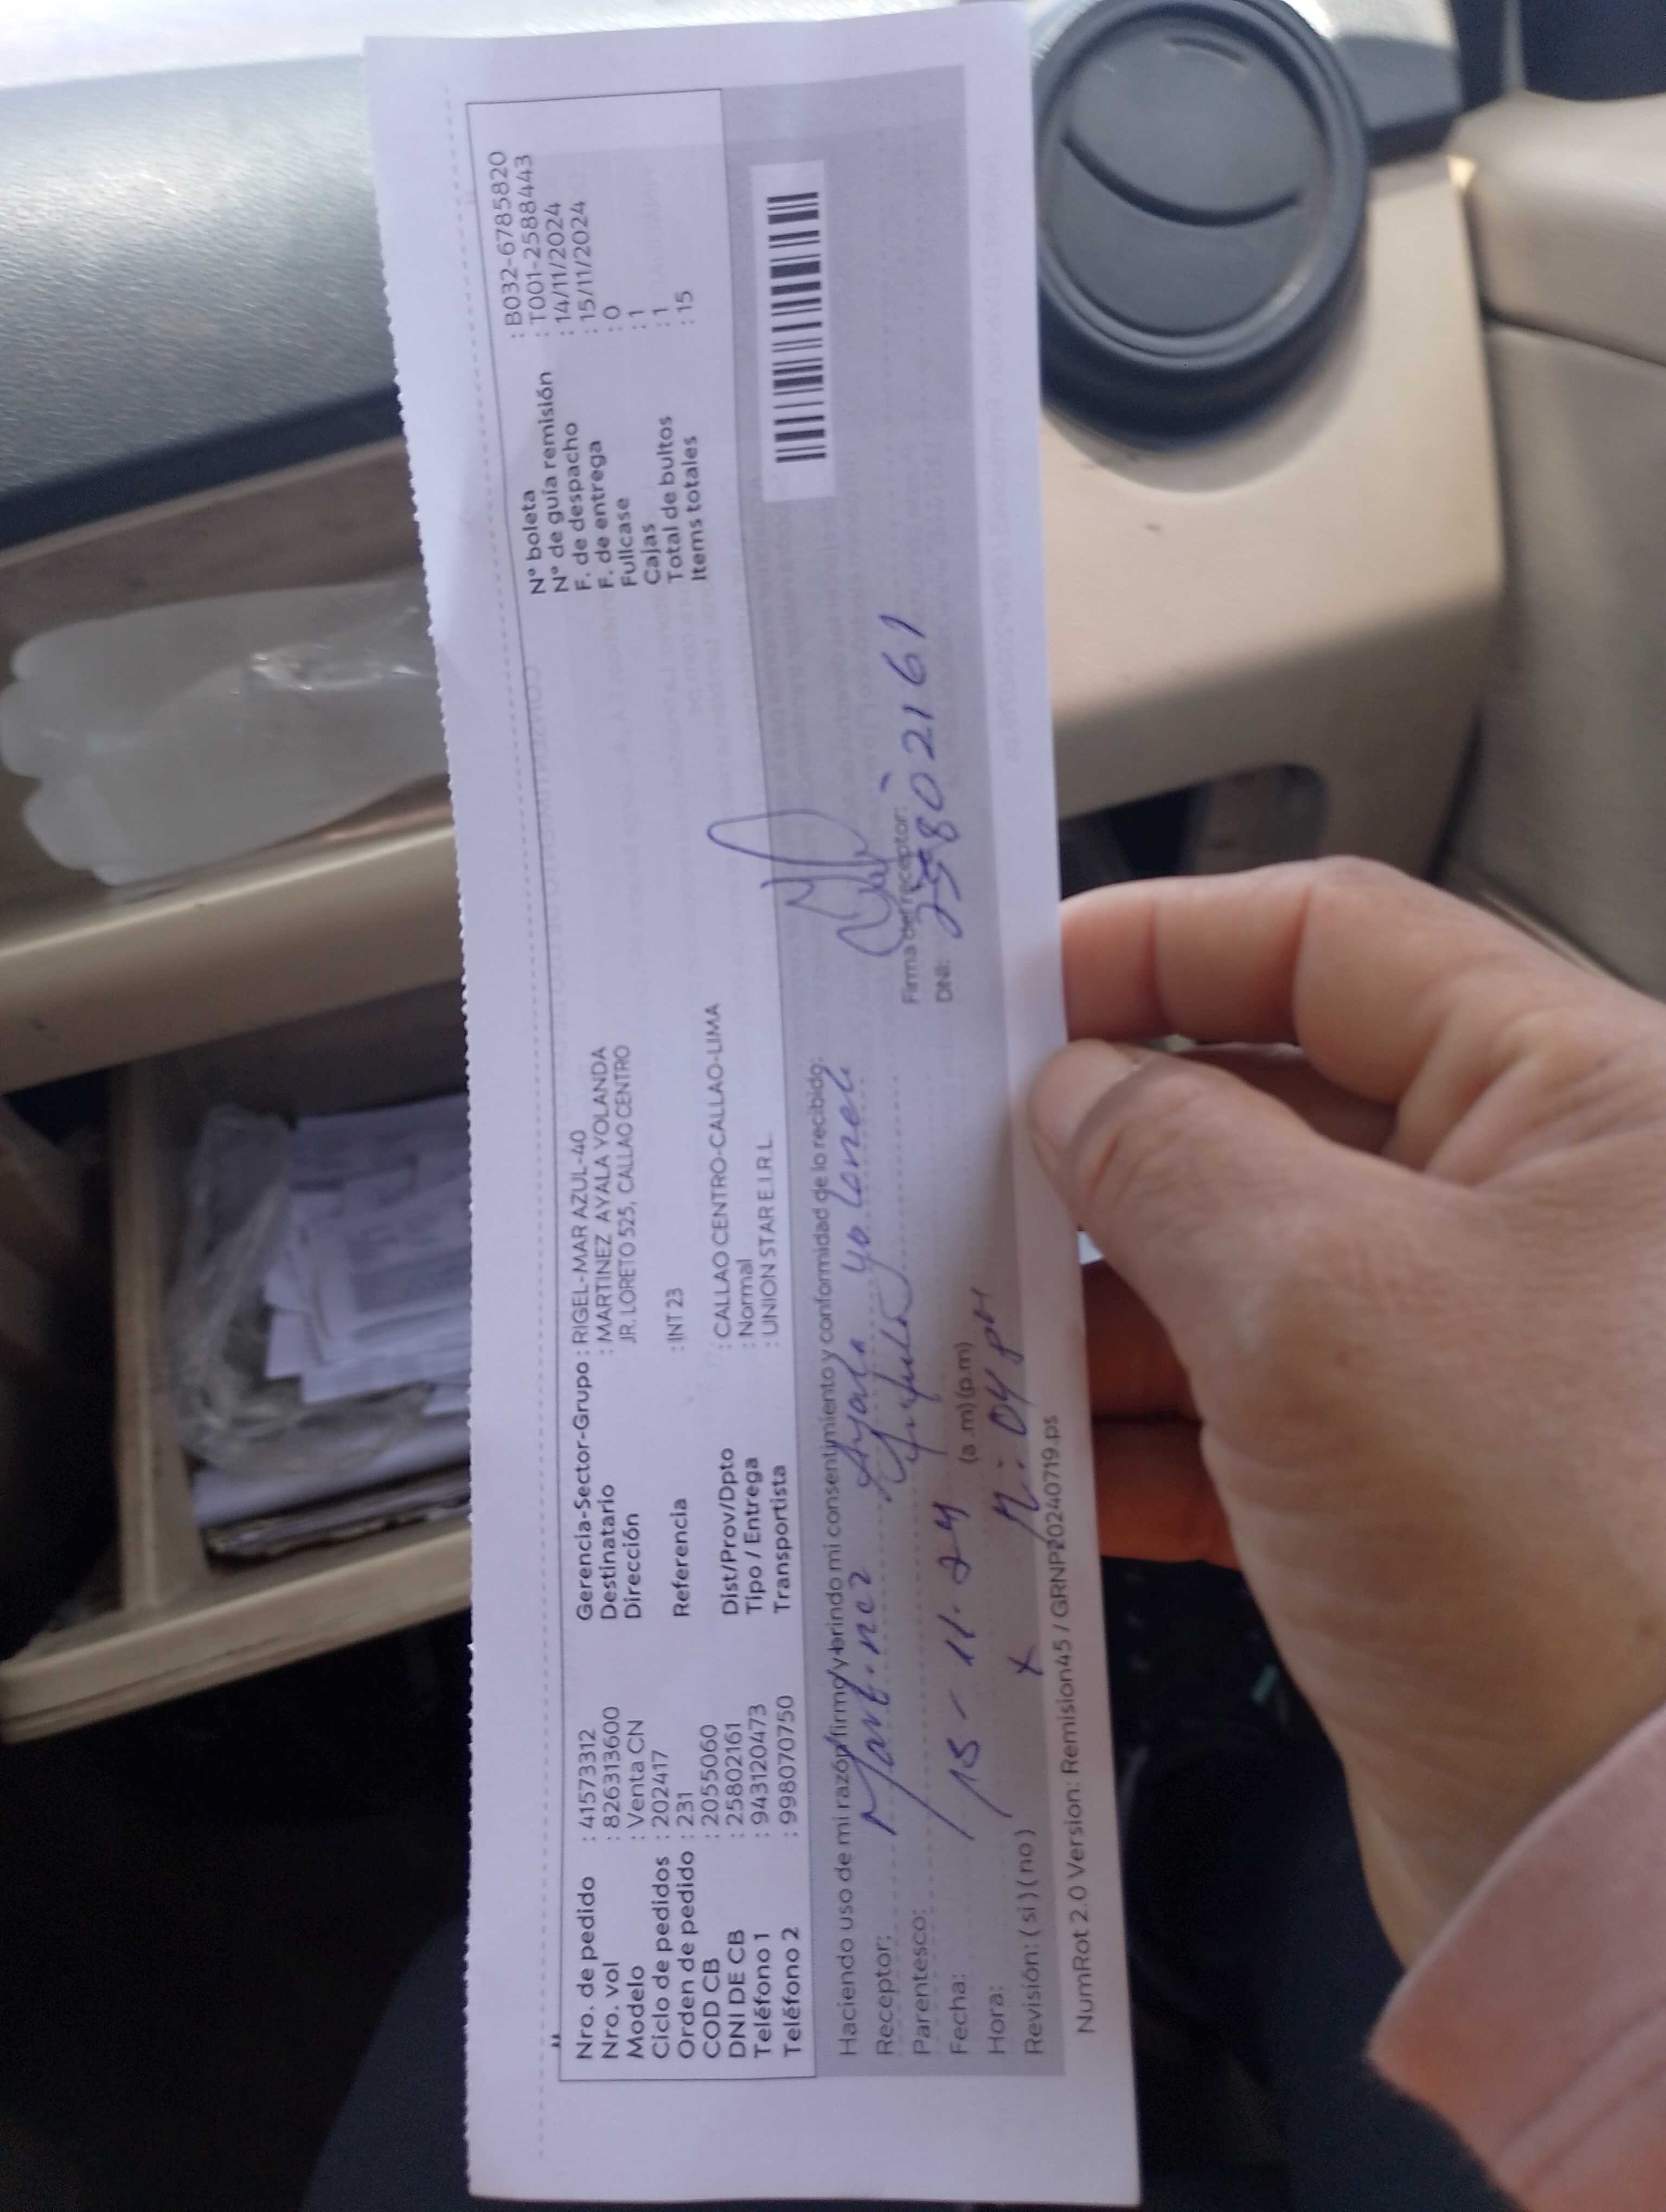 Nro. de pedido : 41573312
Nro. vol : 826313600
Modelo : Venta CN
Ciclo de pedidos : 202417
Orden de pedido : 231
COD CB : 2055060
DNI DE CB : 25802161
Teléfono 1 : 943120473
Teléfono 2 : 998070750
Gerencia-Sector-Grupo : RIGEL-MAR AZUL-40
Destinatario : MARTINEZ AYALA YOLANDA
Dirección JR. LORETO 525, CALLAO CENTRO
Referencia : INT 23
Dist/Prov/Dpto : CALLAO CENTRO-CALLAO-LIMA
Tipo / Entrega : Normal
Transportista : UNION STAR E.I.R.L.
N° boleta : B032-6785820
N° de guía remisión : T001-2588443
F. de despacho : 14/11/2024
F. de entrega : 15/11/2024
Fullcase : 0
Cajas : 1
Total de bultos : 1
Items totales : 15
Haciendo uso de mi razón firmo y brindo mi consentimiento y conformidad de lo recibido:
Receptor: Martinez Ayala Yolanda
Parentesco:
Fecha: 15-11-24
Hora: (a.m)(p.m)
Revisión: (si)(no) x
Firma del receptor:
DNI: 25802161
NumRot 2.0 Version: Remision45 / GRNP20240719.ps